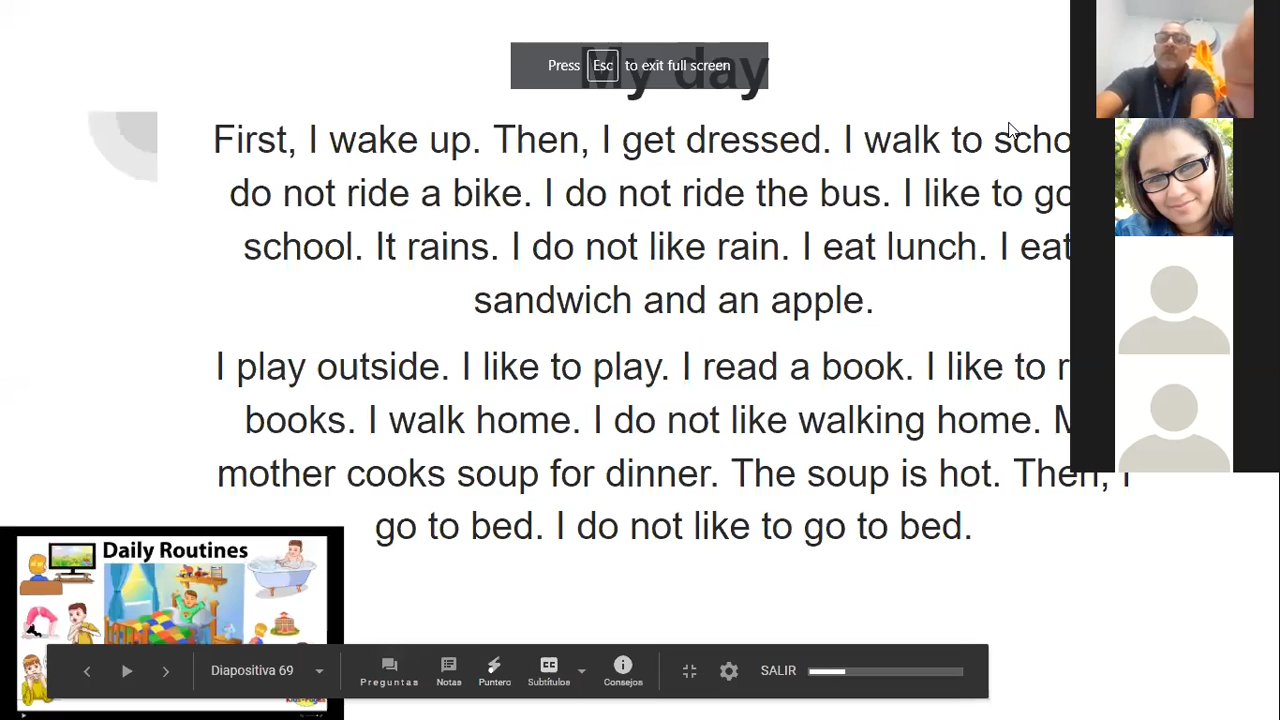 My day
Press Esc to exit full screen
First, I wake up. Then, I get dressed. I walk to scho
do not ride a bike. I do not ride the bus. I like to go
school. It rains. I do not like rain. I eat lunch. I eat
sandwich and an apple.
I play outside. I like to play. I read a book. I like to r
books. I walk home. I do not like walking home. M
mother cooks soup for dinner. The soup is hot. Then, I
go to bed. I do not like to go to bed.
Daily Routines
Diapositiva 69
Preguntas
Notas
Puntero
CC
Subtítulos
Consejos
SALIR